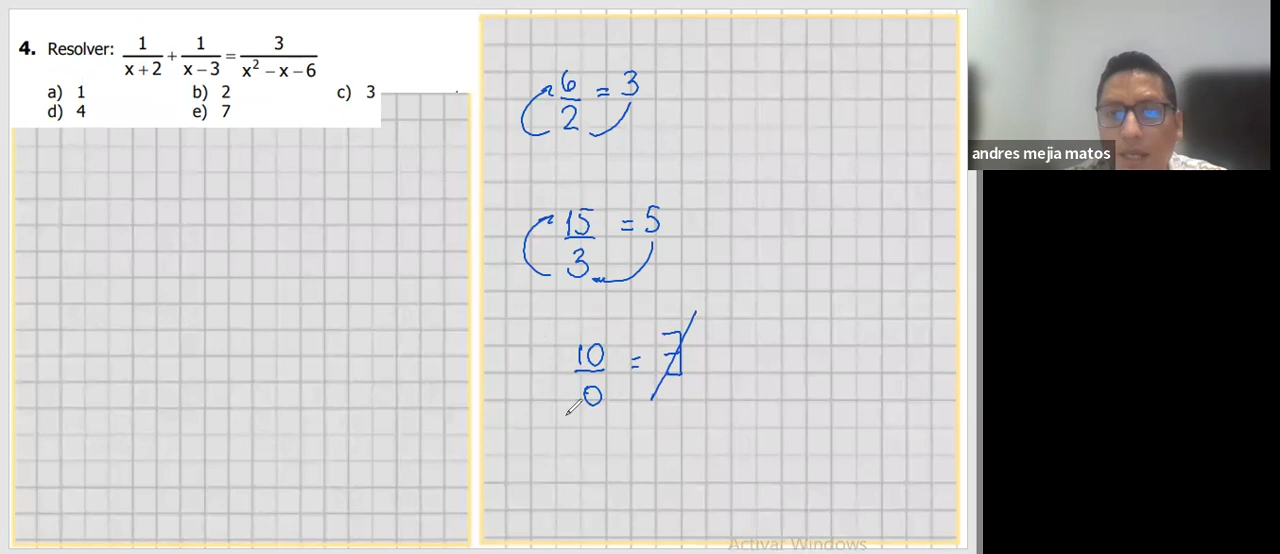 4. Resolver: 1/(x+2) + 1/(x−3) = 3/(x² −x−6)
a) 1 b) 2 c) 3
d) 4 e) 7
6/2 = 3
15/3 = 5
10/0 = ∄
andres mejia matos
Activar Windows